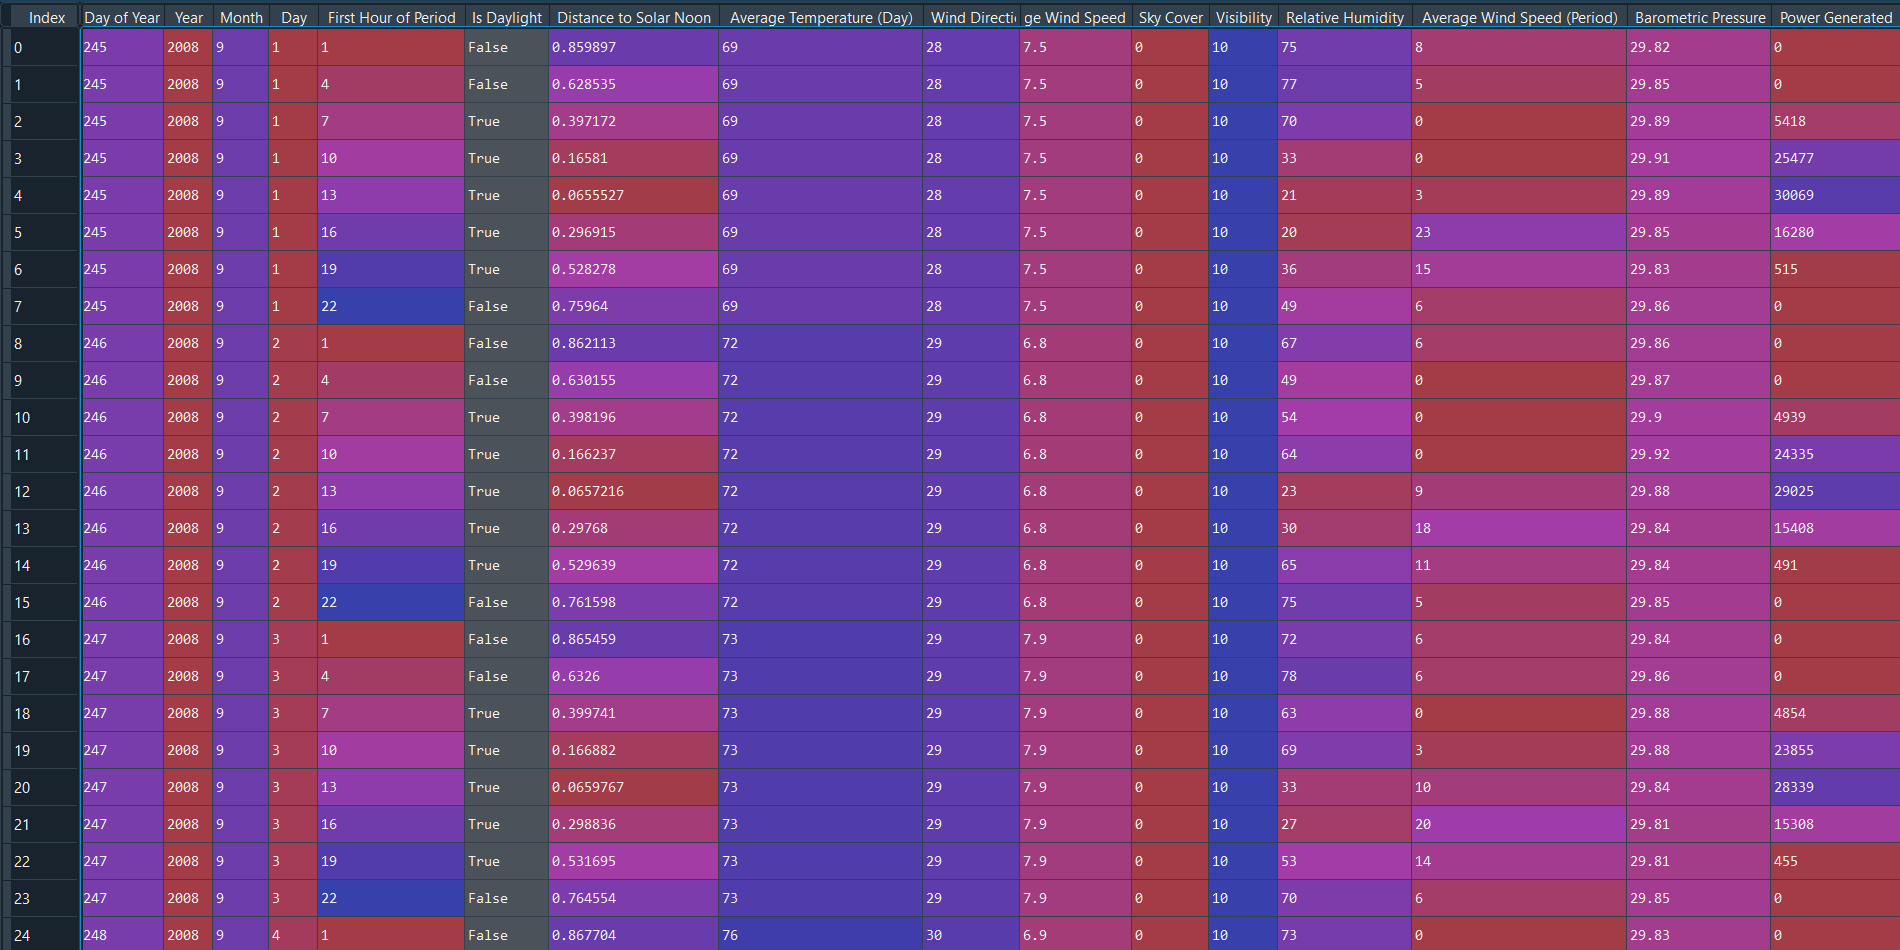 Index Day of Year Year Month Day First Hour of Period Is Daylight Distance to Solar Noon Average Temperature (Day) Wind Directi ge Wind Speed Sky Cover Visibility Relative Humidity Average Wind Speed (Period) Barometric Pressure Power Generated
0 245 2008 9 1 1 False 0.859897 69 28 7.5 0 10 75 8 29.82 0
1 245 2008 9 1 4 False 0.628535 69 28 7.5 0 10 77 5 29.85 0
2 245 2008 9 1 7 True 0.397172 69 28 7.5 0 10 70 0 29.89 5418
3 245 2008 9 1 10 True 0.16581 69 28 7.5 0 10 33 0 29.91 25477
4 245 2008 9 1 13 True 0.0655527 69 28 7.5 0 10 21 3 29.89 30069
5 245 2008 9 1 16 True 0.296915 69 28 7.5 0 10 20 23 29.85 16280
6 245 2008 9 1 19 True 0.528278 69 28 7.5 0 10 36 15 29.83 515
7 245 2008 9 1 22 False 0.75964 69 28 7.5 0 10 49 6 29.86 0
8 246 2008 9 2 1 False 0.862113 72 29 6.8 0 10 67 6 29.86 0
9 246 2008 9 2 4 False 0.630155 72 29 6.8 0 10 49 0 29.87 0
10 246 2008 9 2 7 True 0.398196 72 29 6.8 0 10 54 0 29.9 4939
11 246 2008 9 2 10 True 0.166237 72 29 6.8 0 10 64 0 29.92 24335
12 246 2008 9 2 13 True 0.0657216 72 29 6.8 0 10 23 9 29.88 29025
13 246 2008 9 2 16 True 0.29768 72 29 6.8 0 10 30 18 29.84 15408
14 246 2008 9 2 19 True 0.529639 72 29 6.8 0 10 65 11 29.84 491
15 246 2008 9 2 22 False 0.761598 72 29 6.8 0 10 75 5 29.85 0
16 247 2008 9 3 1 False 0.865459 73 29 7.9 0 10 72 6 29.84 0
17 247 2008 9 3 4 False 0.6326 73 29 7.9 0 10 78 6 29.86 0
18 247 2008 9 3 7 True 0.399741 73 29 7.9 0 10 63 0 29.88 4854
19 247 2008 9 3 10 True 0.166882 73 29 7.9 0 10 69 3 29.88 23855
20 247 2008 9 3 13 True 0.0659767 73 29 7.9 0 10 33 10 29.84 28339
21 247 2008 9 3 16 True 0.298836 73 29 7.9 0 10 27 20 29.81 15308
22 247 2008 9 3 19 True 0.531695 73 29 7.9 0 10 53 14 29.81 455
23 247 2008 9 3 22 False 0.764554 73 29 7.9 0 10 70 6 29.85 0
24 248 2008 9 4 1 False 0.867704 76 30 6.9 0 10 73 0 29.83 0